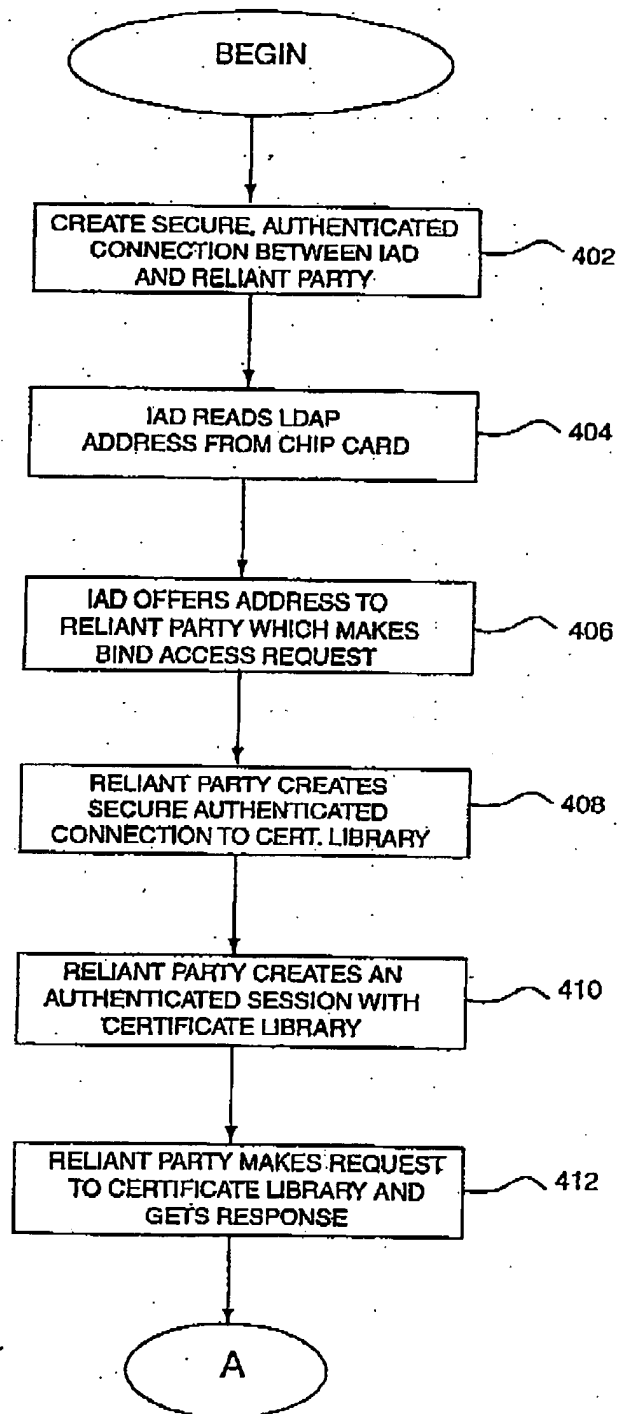 BEGIN
CREATE SECURE, AUTHENTICATED
CONNECTION BETWEEN IAD
AND RELIANT PARTY
402
IAD READS LDAP
ADDRESS FROM CHIP CARD
404
IAD OFFERS ADDRESS TO
RELIANT PARTY WHICH MAKES
BIND ACCESS REQUEST
406
RELIANT PARTY CREATES
SECURE AUTHENTICATED
CONNECTION TO CERT. LIBRARY
408
RELIANT PARTY CREATES AN
AUTHENTICATED SESSION WITH
CERTIFICATE LIBRARY
410
RELIANT PARTY MAKES REQUEST
TO CERTIFICATE LIBRARY AND
GETS RESPONSE
412
A